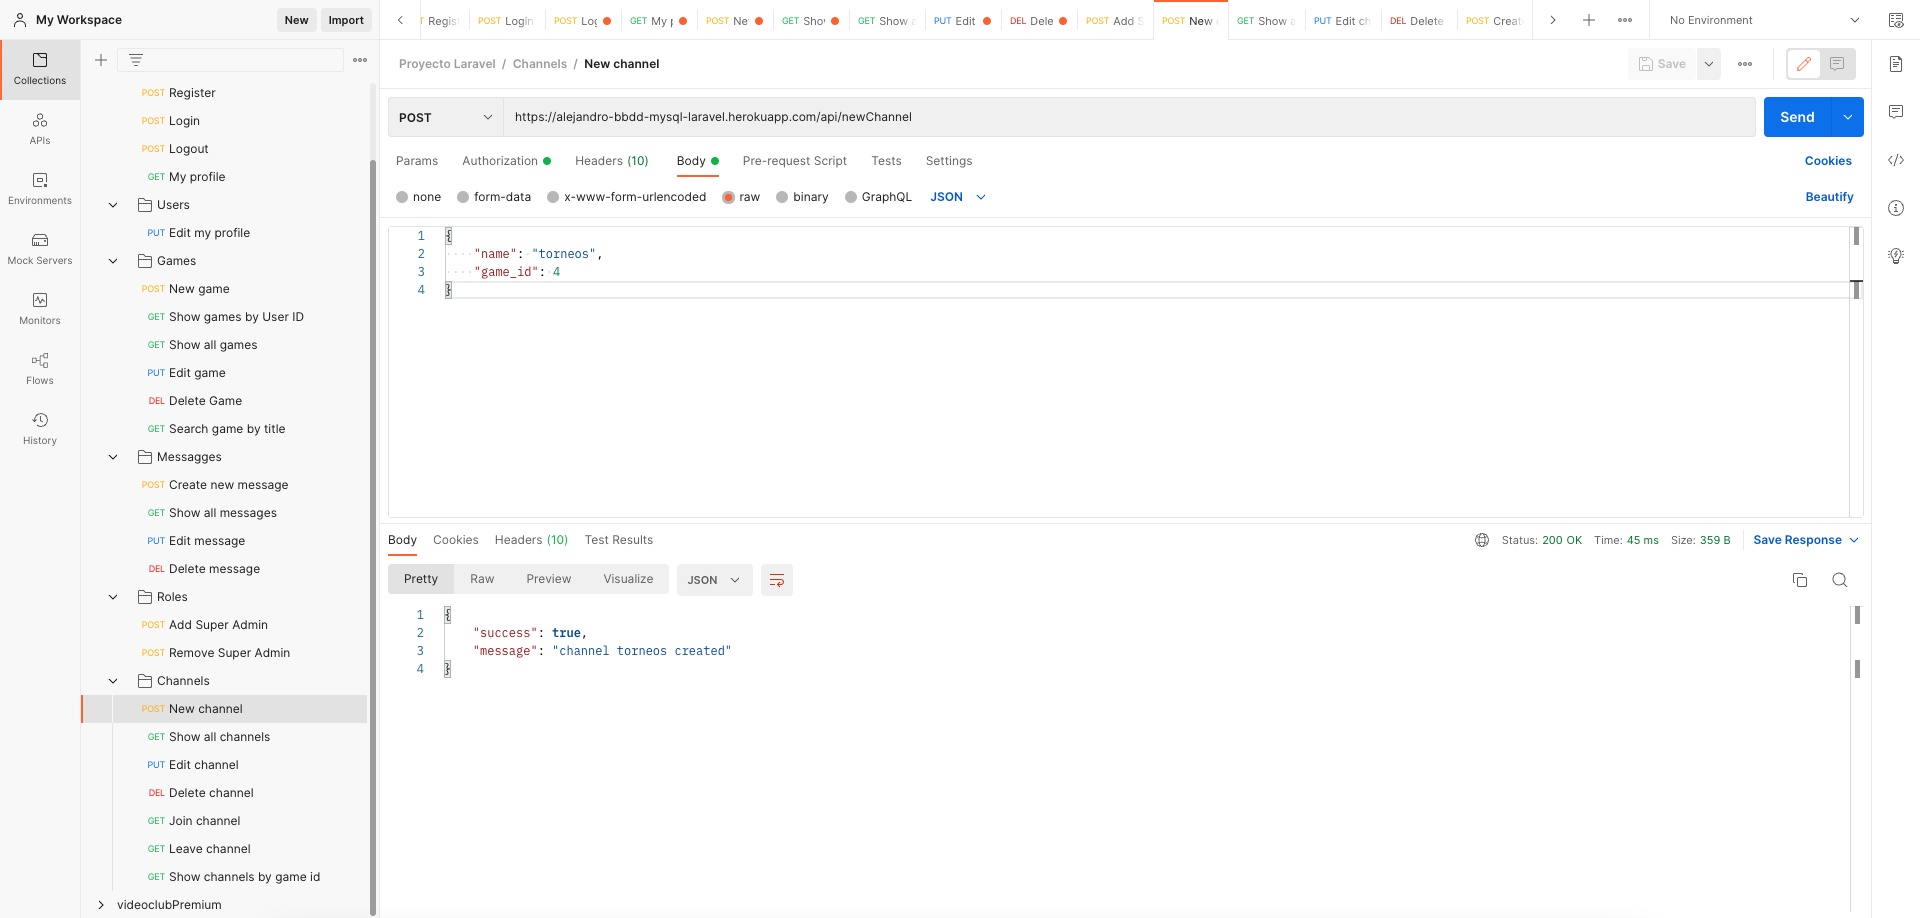 My Workspace
New
Import
Regis
POST Login
POST Log
GET My p
POST Ne
GET Sho
GET Show a
PUT Edit
DEL Dele
POST Add S
POST New
GET Show a
PUT Edit ch
DEL Delete
POST Creat
No Environment
Collections
APIs
Environments
Mock Servers
Monitors
Flows
History
POST Register
POST Login
POST Logout
GET My profile
Users
PUT Edit my profile
Games
POST New game
GET Show games by User ID
GET Show all games
PUT Edit game
DEL Delete Game
GET Search game by title
Messagges
POST Create new message
GET Show all messages
PUT Edit message
DEL Delete message
Roles
POST Add Super Admin
POST Remove Super Admin
Channels
POST New channel
GET Show all channels
PUT Edit channel
DEL Delete channel
GET Join channel
GET Leave channel
GET Show channels by game id
videoclubPremium
Proyecto Laravel / Channels / New channel
Save
POST
https://alejandro-bbdd-mysql-laravel.herokuapp.com/api/newChannel
Send
Params Authorization Headers (10) Body Pre-request Script Tests Settings
Cookies
none form-data x-www-form-urlencoded raw binary GraphQL JSON
Beautify
1 {
2 "name": "torneos",
3 "game_id": 4
4 }
Body Cookies Headers (10) Test Results
Status: 200 OK Time: 45 ms Size: 359 B Save Response
Pretty Raw Preview Visualize JSON
1 {
2 "success": true,
3 "message": "channel torneos created"
4 }